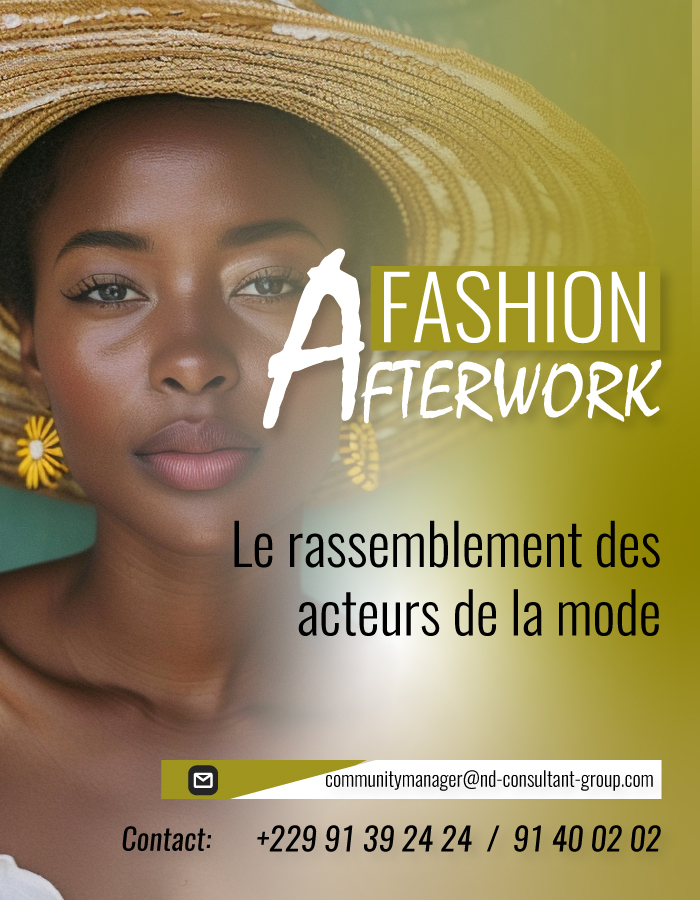 FASHION
AFTERWORK
Le rassemblement des
acteurs de la mode
communitymanager@nd-consultant-group.com
Contact: +229 91 39 24 24 / 91 40 02 02